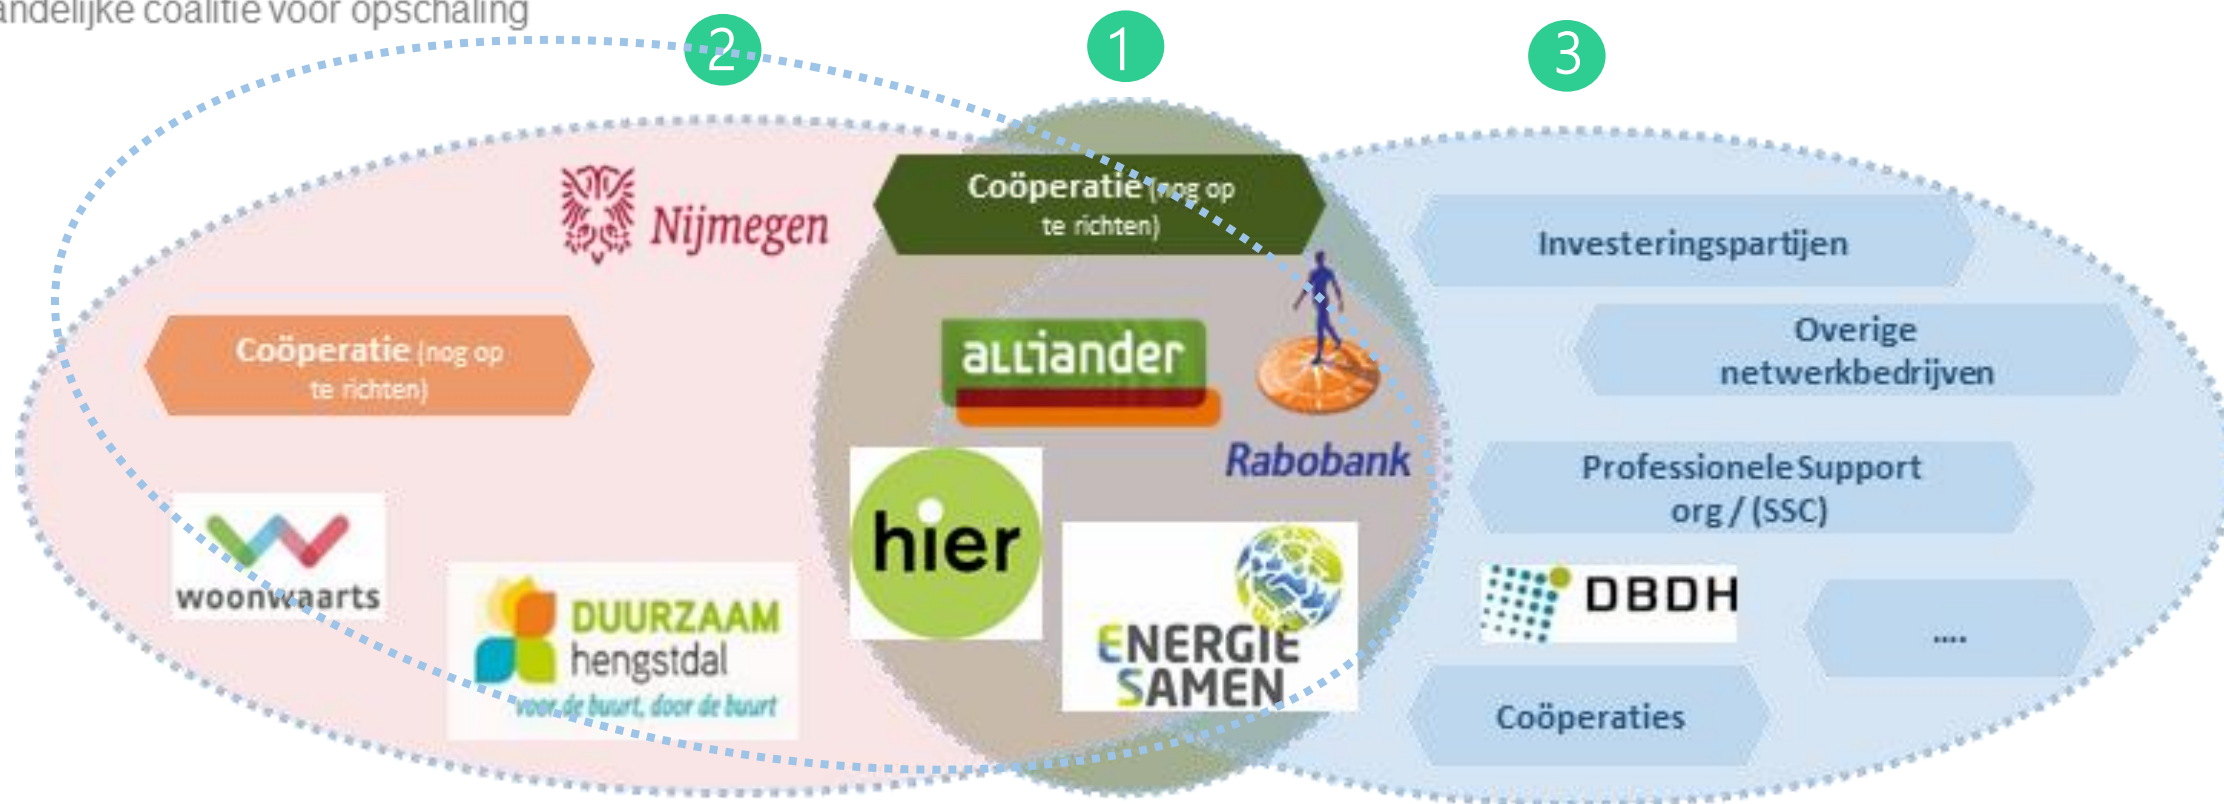 andelijke coalitie voor opschaling
2
1
3
Nijmegen
Coöperatie (nog op
te richten)
Investeringspartijen
Overige
netwerkbedrijven
Coöperatie (nog op
te richten)
alliander
Rabobank
Professionele Support
org / (SSC)
hier
woonwaarts
DUURZAAM
hengstdal
voor de buurt, door de buurt
ENERGIE
SAMEN
DBDH
....
Coöperaties